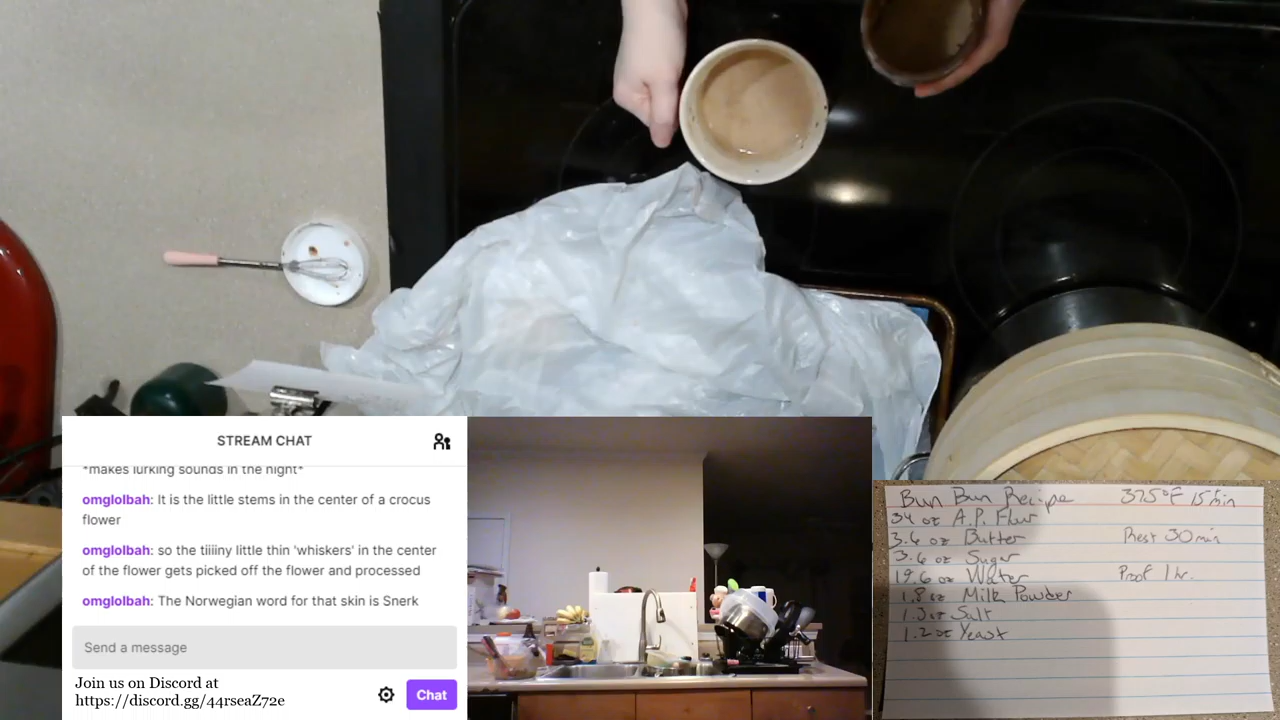 STREAM CHAT
*makes lurking sounds in the night*
omglolbah: It is the little stems in the center of a crocus
flower
omglolbah: so the tiiiiny little thin 'whiskers' in the center
of the flower gets picked off the flower and processed
omglolbah: The Norwegian word for that skin is Snerk
Send a message
Join us on Discord at
https://discord.gg/44rseaZ72e
Chat
Bun Bun Recipe 375°F 15 min
34 oz A.P. Flour
3.6 oz Butter Rest 30 min
3.6 oz Sugar
19.6 oz Water Proof 1 hr.
1.8 oz Milk Powder
Salt
1.2 oz Yeast